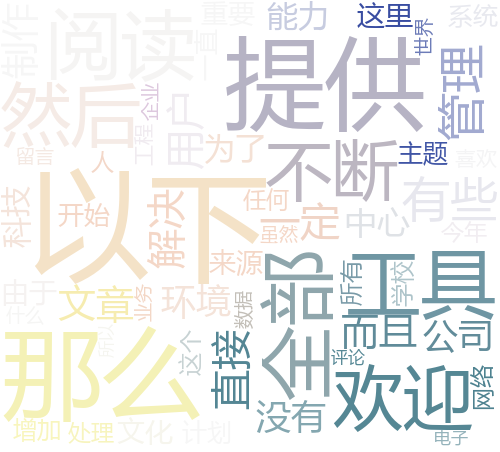 制作
阅读
重要
一直
能力
这里
世界
系统
然后
提供
管理
企业
用户
工程
留言
人
为了
不断
主题
喜欢
以下
科技
开始
解决
任何
一定
虽然
中心
有些
今年
来源
由于
什么
文章
业务
环境
数据
全部
所有
工具
学校
那么
所以
这个
直接
而且
公司
评论
欢迎
网络
增加
处理
文化
计划
没有
电子